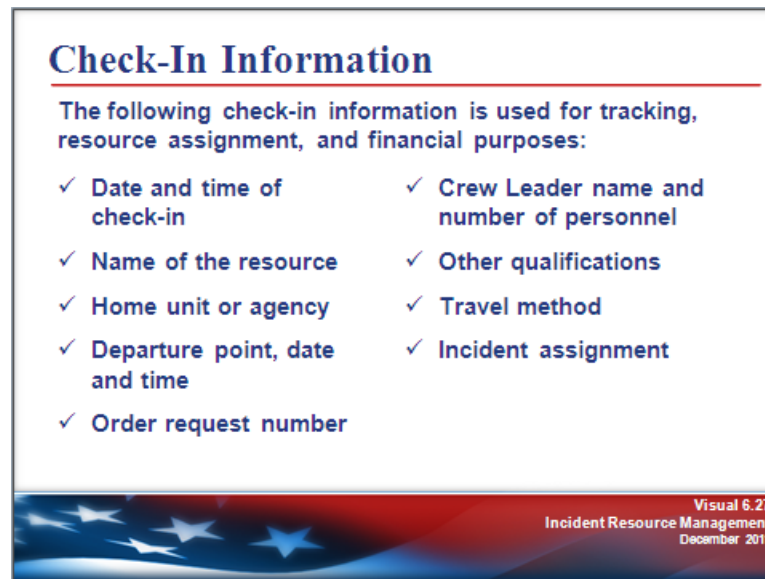 Check-In Information
The following check-in information is used for tracking,
resource assignment, and financial purposes:
✓ Date and time of
check-in
✓ Name of the resource
✓ Home unit or agency
✓ Departure point, date
and time
✓ Order request number
✓ Crew Leader name and
number of personnel
✓ Other qualifications
✓ Travel method
✓ Incident assignment
Visual 6.27
Incident Resource Managemen
December 201